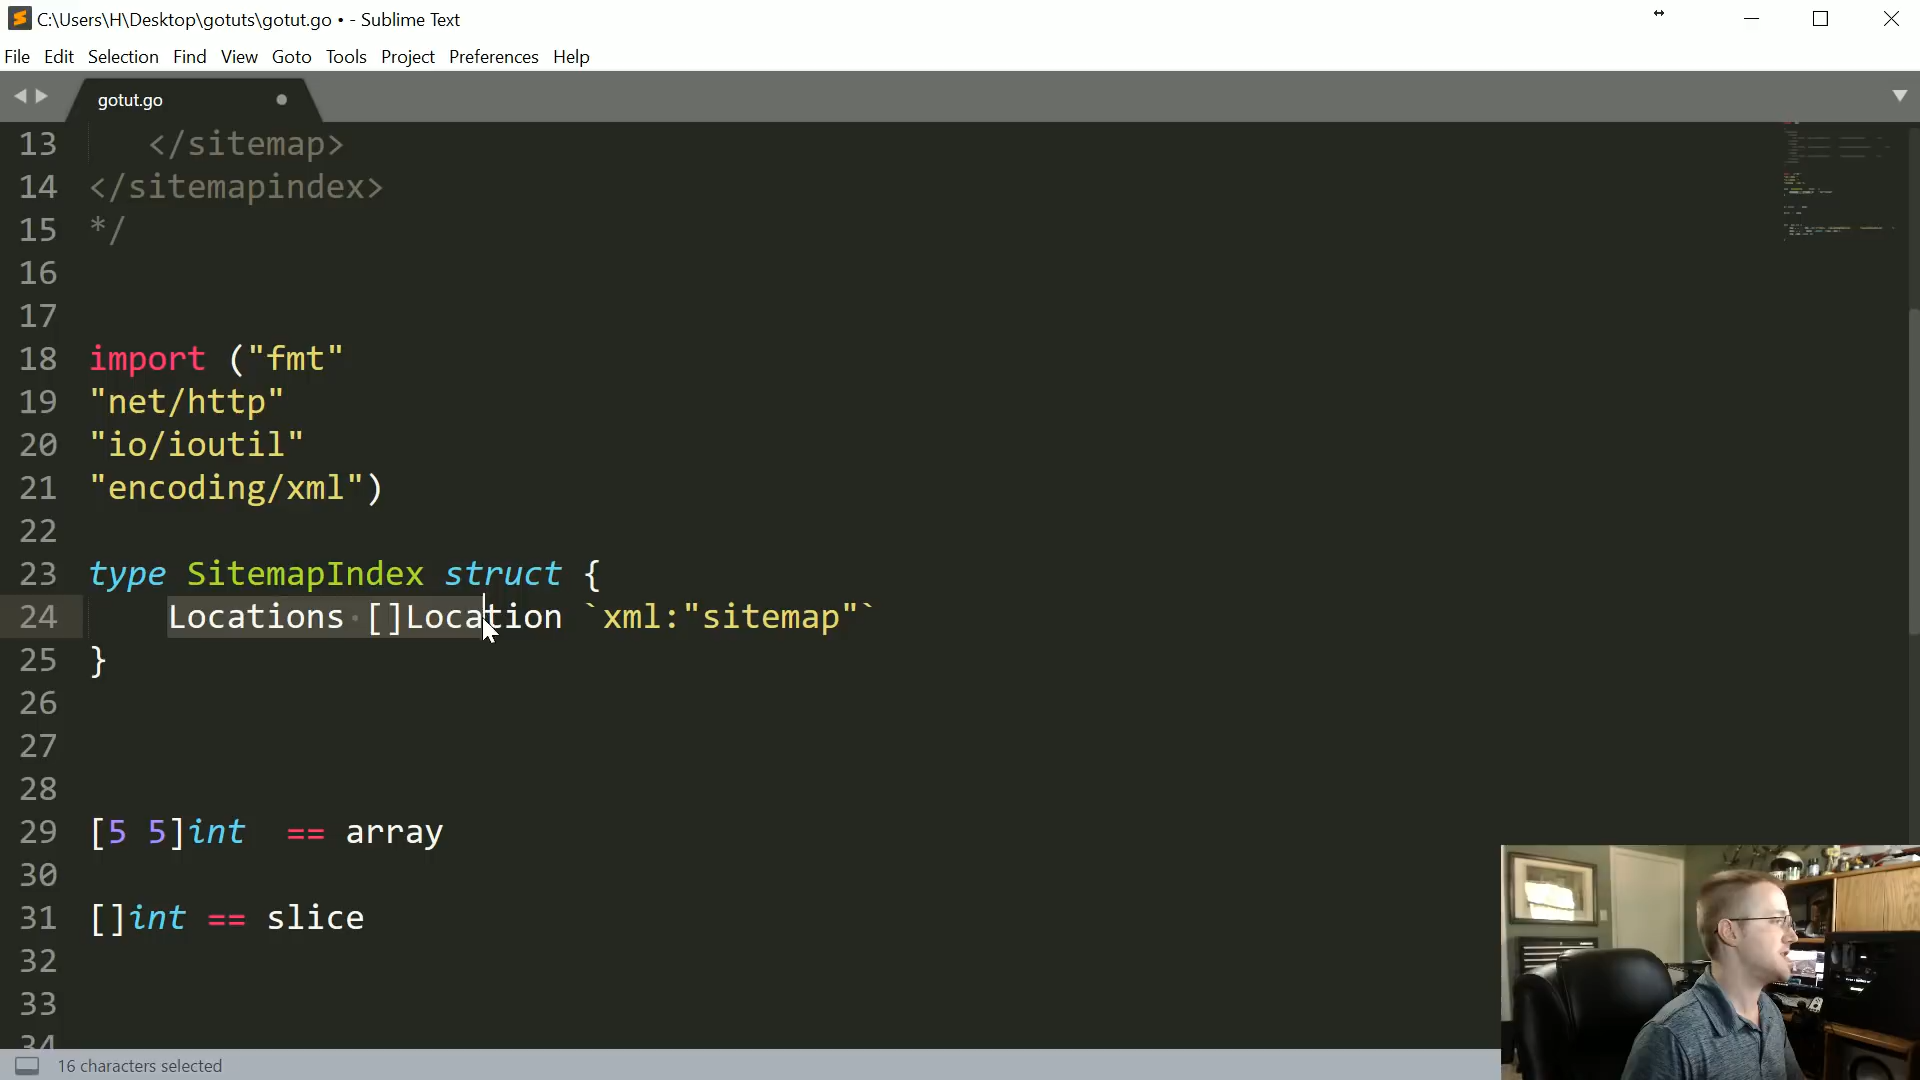 C:\Users\H\Desktop\gotuts\gotut.go • - Sublime Text
File Edit Selection Find View Goto Tools Project Preferences Help
gotut.go
13 </sitemap>
14 </sitemapindex>
15 */
16
17
18 import ("fmt"
19 "net/http"
20 "io/ioutil"
21 "encoding/xml")
22
23 type SitemapIndex struct {
24 Locations []Location `xml:"sitemap"`
25 }
26
27
28
29 [5 5]int == array
30
31 []int == slice
32
33
34
16 characters selected